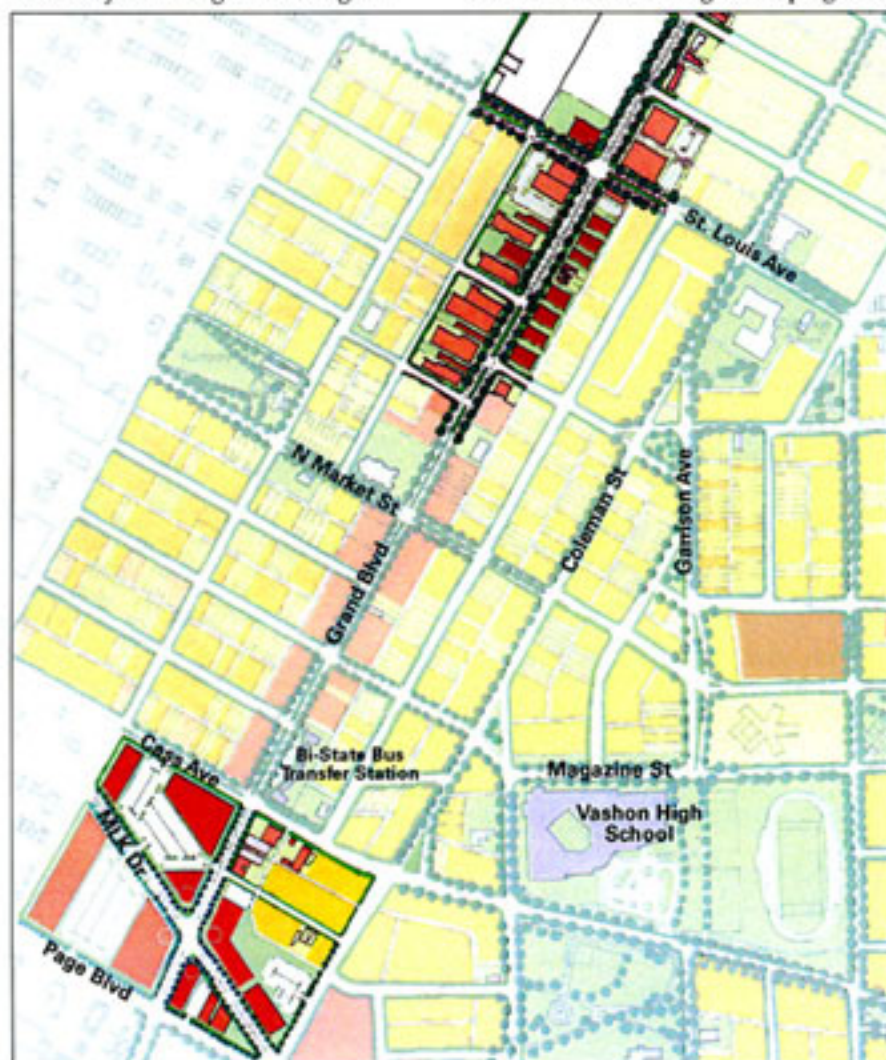 St. Louis Ave
N Market St
Coleman St
Garrison Ave
Grand Blvd
Cass Ave
Bi-State Bus
Transfer Station
Magazine St
Vashon High
School
MLK Dr.
Page Blvd